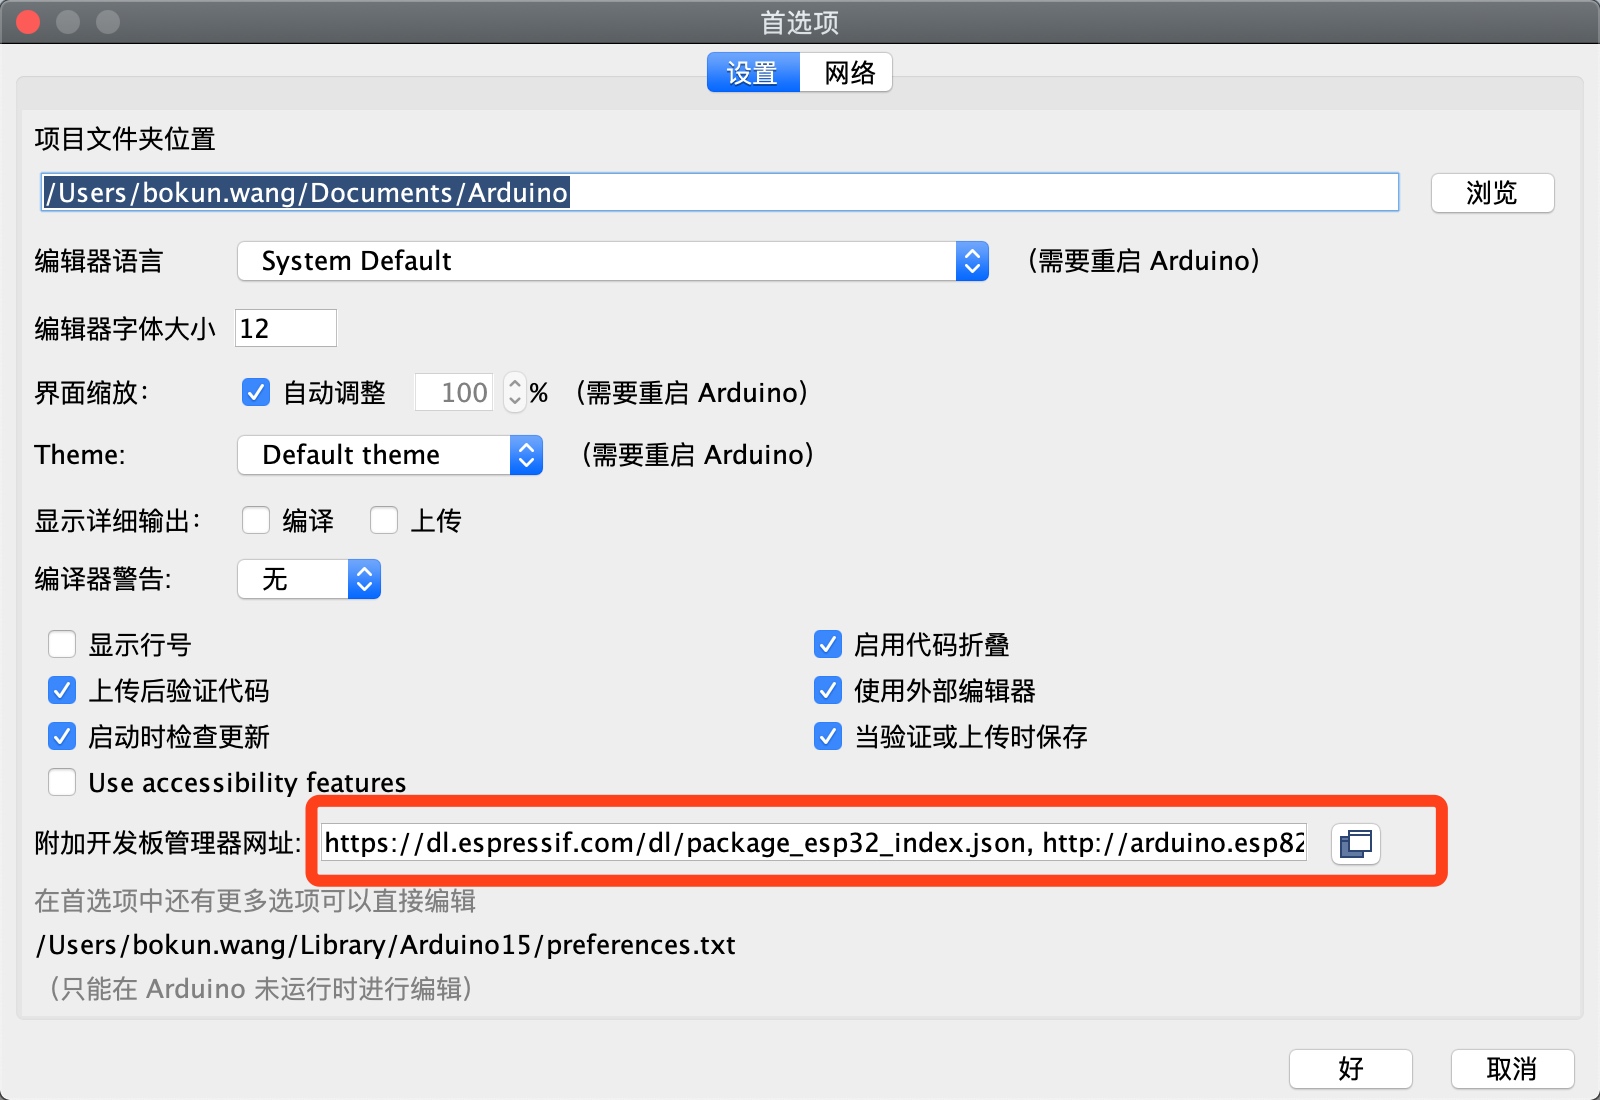 首选项
设置 网络
项目文件夹位置
/Users/bokun.wang/Documents/Arduino 浏览
编辑器语言 System Default （需要重启 Arduino）
编辑器字体大小 12
界面缩放： 自动调整 100 % （需要重启 Arduino）
Theme: Default theme （需要重启 Arduino）
显示详细输出： 编译 上传
编译器警告: 无
显示行号 启用代码折叠
上传后验证代码 使用外部编辑器
启动时检查更新 当验证或上传时保存
Use accessibility features
附加开发板管理器网址: https://dl.espressif.com/dl/package_esp32_index.json, http://arduino.esp82
在首选项中还有更多选项可以直接编辑
/Users/bokun.wang/Library/Arduino15/preferences.txt
（只能在 Arduino 未运行时进行编辑）
好 取消